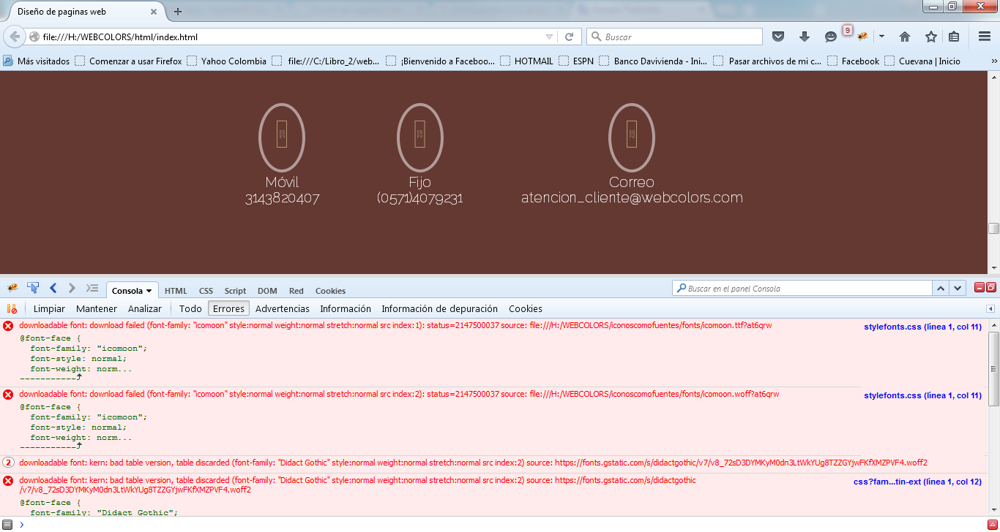 Diseño de paginas web
file:///H:/WEBCOLORS/html/index.html
Buscar
9
Más visitados
Comenzar a usar Firefox
Yahoo Colombia
file:///C:/Libro_2/web...
¡Bienvenido a Faceboo...
HOTMAIL
ESPN
Banco Davivienda - Ini...
Pasar archivos de mi c...
Facebook
Cuevana | Inicio
Móvil
3143820407
Fijo
(0571)4079231
Correo
atencion_cliente@webcolors.com
Consola HTML CSS Script DOM Red Cookies
Buscar en el panel Consola
Limpiar Mantener Analizar Todo Errores Advertencias Información Información de depuración Cookies
downloadable font: download failed (font-family: "icomoon" style:normal weight:normal stretch:normal src index:1): status=2147500037 source: file:///H:/WEBCOLORS/iconoscomofuentes/fonts/icomoon.ttf?at6qrw
stylefonts.css (línea 1, col 11)
@font-face {
font-family: "icomoon";
font-style: normal;
font-weight: norm...
downloadable font: download failed (font-family: "icomoon" style:normal weight:normal stretch:normal src index:2): status=2147500037 source: file:///H:/WEBCOLORS/iconoscomofuentes/fonts/icomoon.woff?at6qrw
stylefonts.css (línea 1, col 11)
@font-face {
font-family: "icomoon";
font-style: normal;
font-weight: norm...
2 downloadable font: kern: bad table version, table discarded (font-family: "Didact Gothic" style:normal weight:normal stretch:normal src index:2) source: https://fonts.gstatic.com/s/didactgothic/v7/v8_72sD3DYMKyM0dn3LtWkYUg8TZZGYjwFKfXMZPVF4.woff2
downloadable font: kern: bad table version, table discarded (font-family: "Didact Gothic" style:normal weight:normal stretch:normal src index:2) source: https://fonts.gstatic.com/s/didactgothic
/v7/v8_72sD3DYMKyM0dn3LtWkYUg8TZZGYjwFKfXMZPVF4.woff2
css?fam...tin-ext (línea 1, col 12)
@font-face {
font-family: "Didact Gothic";